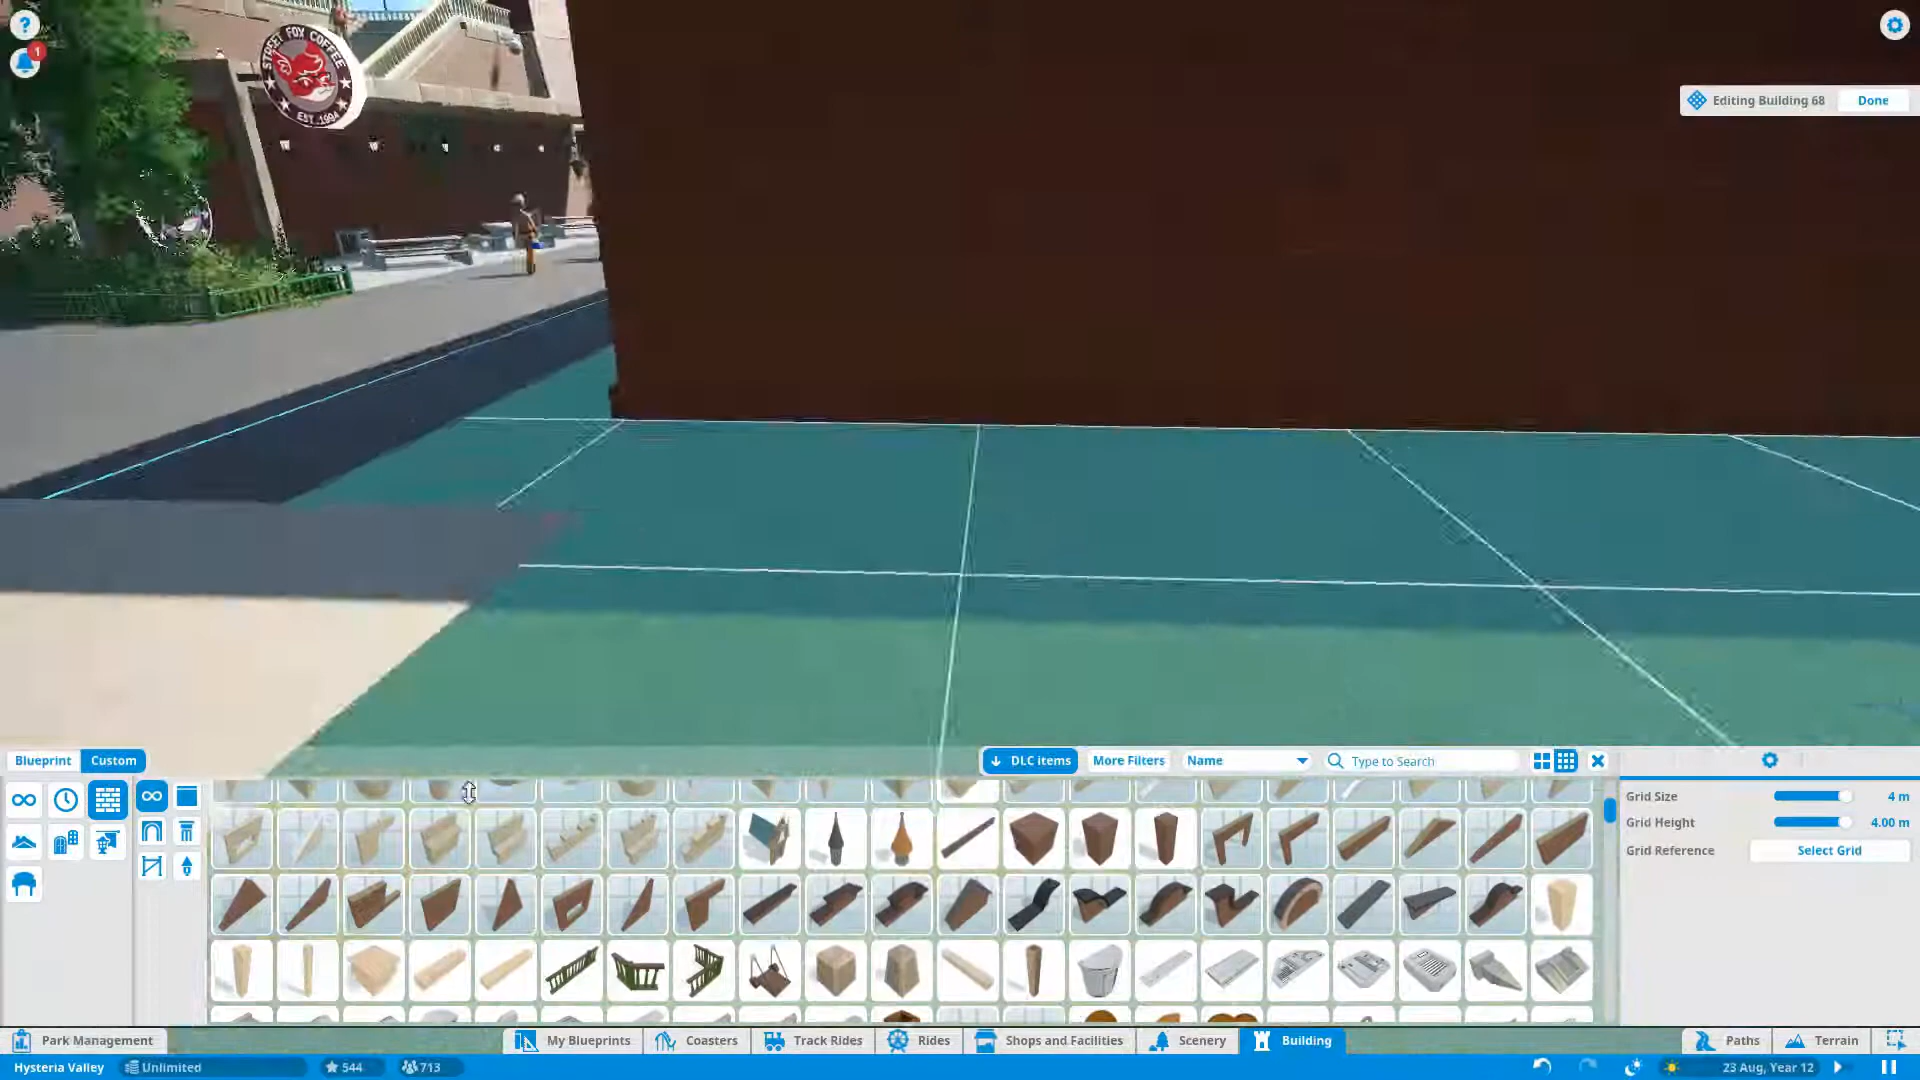 ?
1
STREET FOX COFFEE
EST. 1994
Editing Building 68
Done
Blueprint
Custom
DLC items
More Filters
Name
Type to Search
Grid Size
4 m
Grid Height
4.00 m
Grid Reference
Select Grid
Park Management
My Blueprints
Coasters
Track Rides
Rides
Shops and Facilities
Scenery
Building
Paths
Terrain
Hysteria Valley
Unlimited
544
713
23 Aug, Year 12